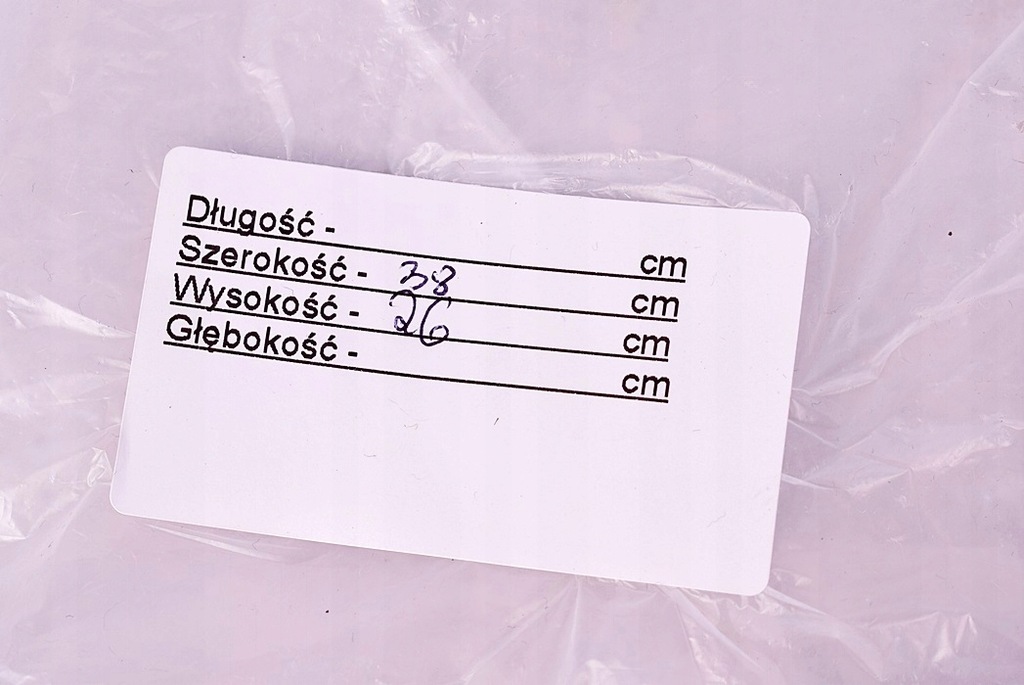 Długość - cm
Szerokość - 38 cm
Wysokość - 26 cm
Głębokość - cm